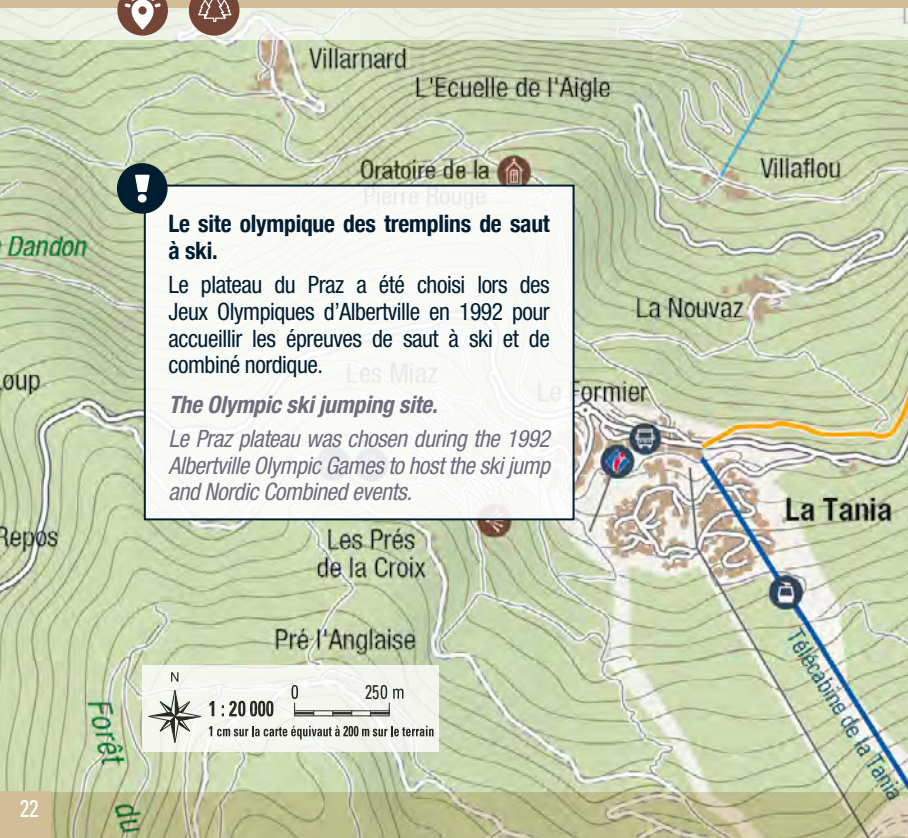 Villarnard
L'Ecuelle de l'Aigle
Oratoire de la
Pierre Rouge
Villaflou
Dandon
Le site olympique des tremplins de saut
à ski.
Le plateau du Praz a été choisi lors des
Jeux Olympiques d'Albertville en 1992 pour
accueillir les épreuves de saut à ski et de
combiné nordique.
The Olympic ski jumping site.
Le Praz plateau was chosen during the 1992
Albertville Olympic Games to host the ski jump
and Nordic Combined events.
La Nouvaz
Les Miaz
Le Formier
oup
La Tania
Repos
Les Prés
de la Croix
Pré l'Anglaise
Télécabine de la Tania
N
0 250 m
1 : 20 000
1 cm sur la carte équivaut à 200 m sur le terrain
Forêt du
22